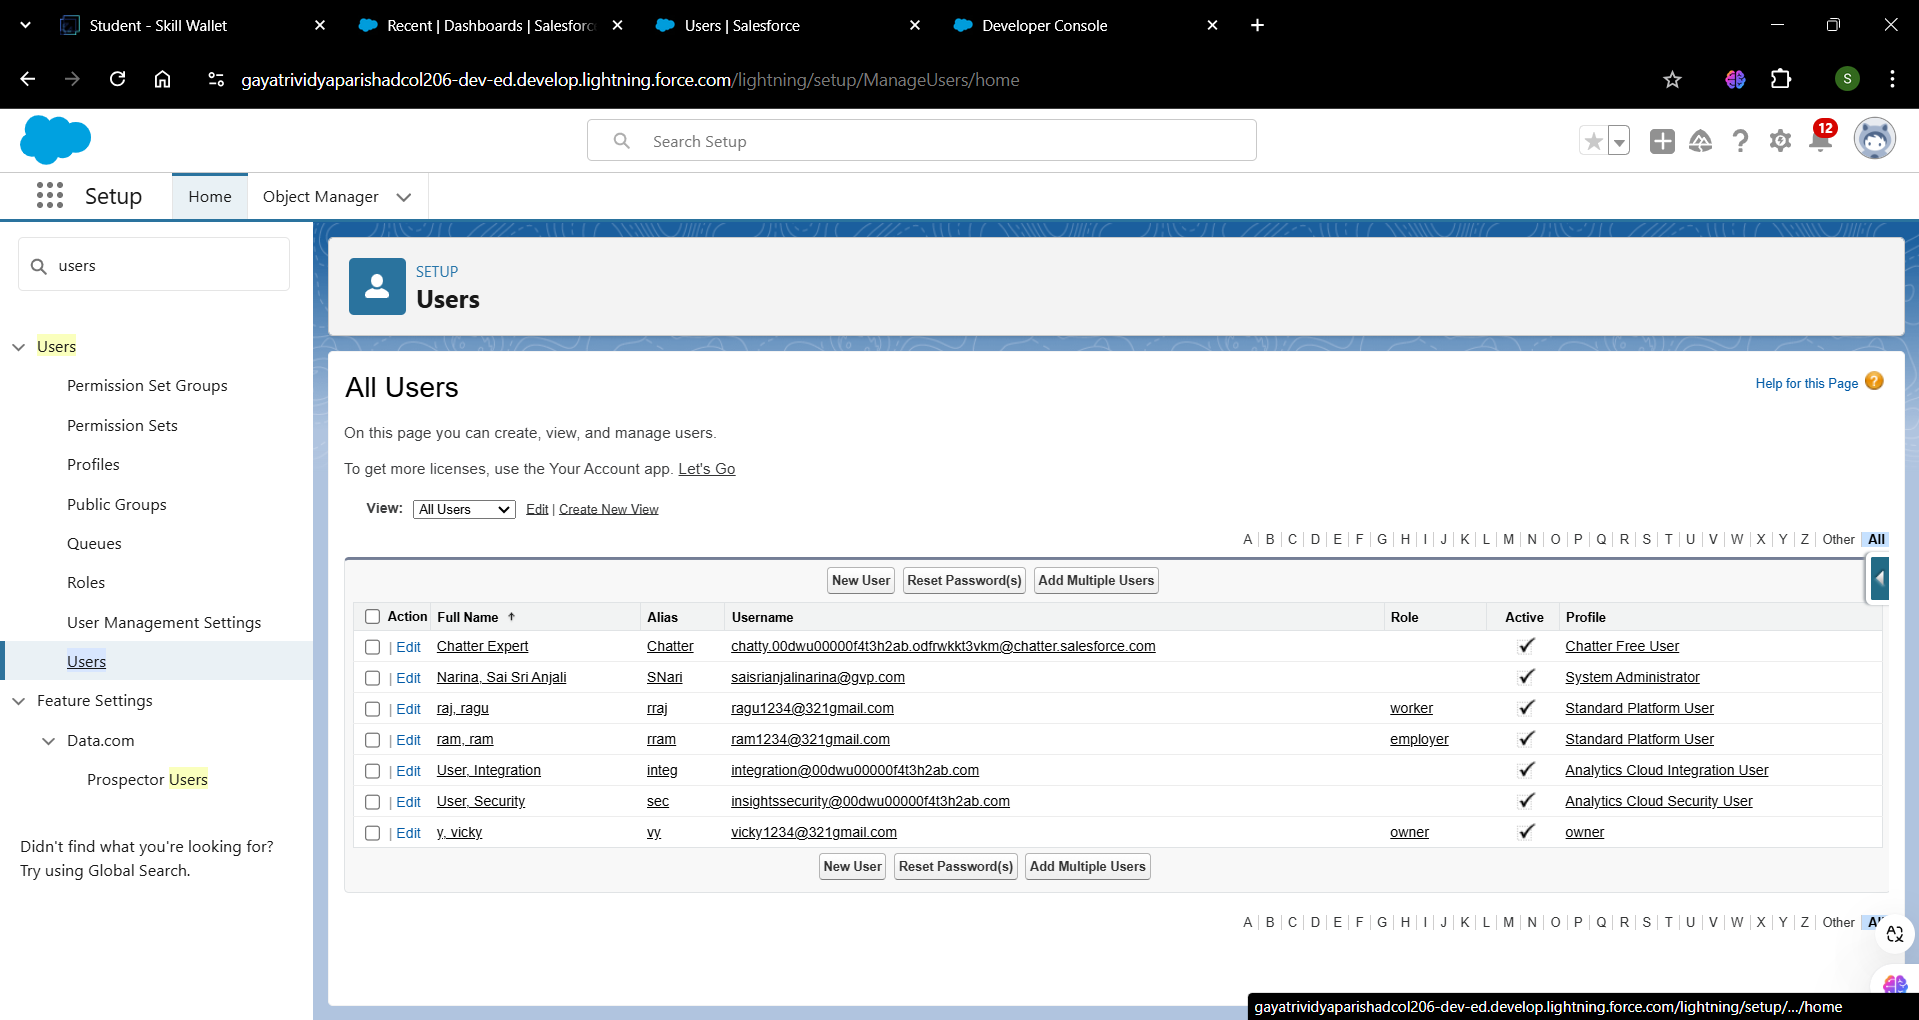 Student - Skill Wallet
Recent | Dashboards | Salesforc
Users | Salesforce
Developer Console
gayatrividyaparishadcol206-dev-ed.develop.lightning.force.com/lightning/setup/ManageUsers/home
S
Search Setup
12
Setup
Home
Object Manager
users
Users
Permission Set Groups
Permission Sets
Profiles
Public Groups
Queues
Roles
User Management Settings
Users
Feature Settings
Data.com
Prospector Users
Didn't find what you're looking for?
Try using Global Search.
SETUP
Users
All Users
Help for this Page ?
On this page you can create, view, and manage users.
To get more licenses, use the Your Account app. Let's Go
View: All Users Edit | Create New View
A | B | C | D | E | F | G | H | I | J | K | L | M | N | O | P | Q | R | S | T | U | V | W | X | Y | Z | Other | All
New User Reset Password(s) Add Multiple Users
Action Full Name ↑ Alias Username Role Active Profile
| Edit Chatter Expert Chatter chatty.00dwu00000f4t3h2ab.odfrwkkt3vkm@chatter.salesforce.com ✓ Chatter Free User
| Edit Narina, Sai Sri Anjali SNari saisrianjalinarina@gvp.com ✓ System Administrator
| Edit raj, ragu rraj ragu1234@321gmail.com worker ✓ Standard Platform User
| Edit ram, ram rram ram1234@321gmail.com employer ✓ Standard Platform User
| Edit User, Integration integ integration@00dwu00000f4t3h2ab.com ✓ Analytics Cloud Integration User
| Edit User, Security sec insightssecurity@00dwu00000f4t3h2ab.com ✓ Analytics Cloud Security User
| Edit y, vicky vy vicky1234@321gmail.com owner ✓ owner
New User Reset Password(s) Add Multiple Users
A | B | C | D | E | F | G | H | I | J | K | L | M | N | O | P | Q | R | S | T | U | V | W | X | Y | Z | Other | All
gayatrividyaparishadcol206-dev-ed.develop.lightning.force.com/lightning/setup/.../home